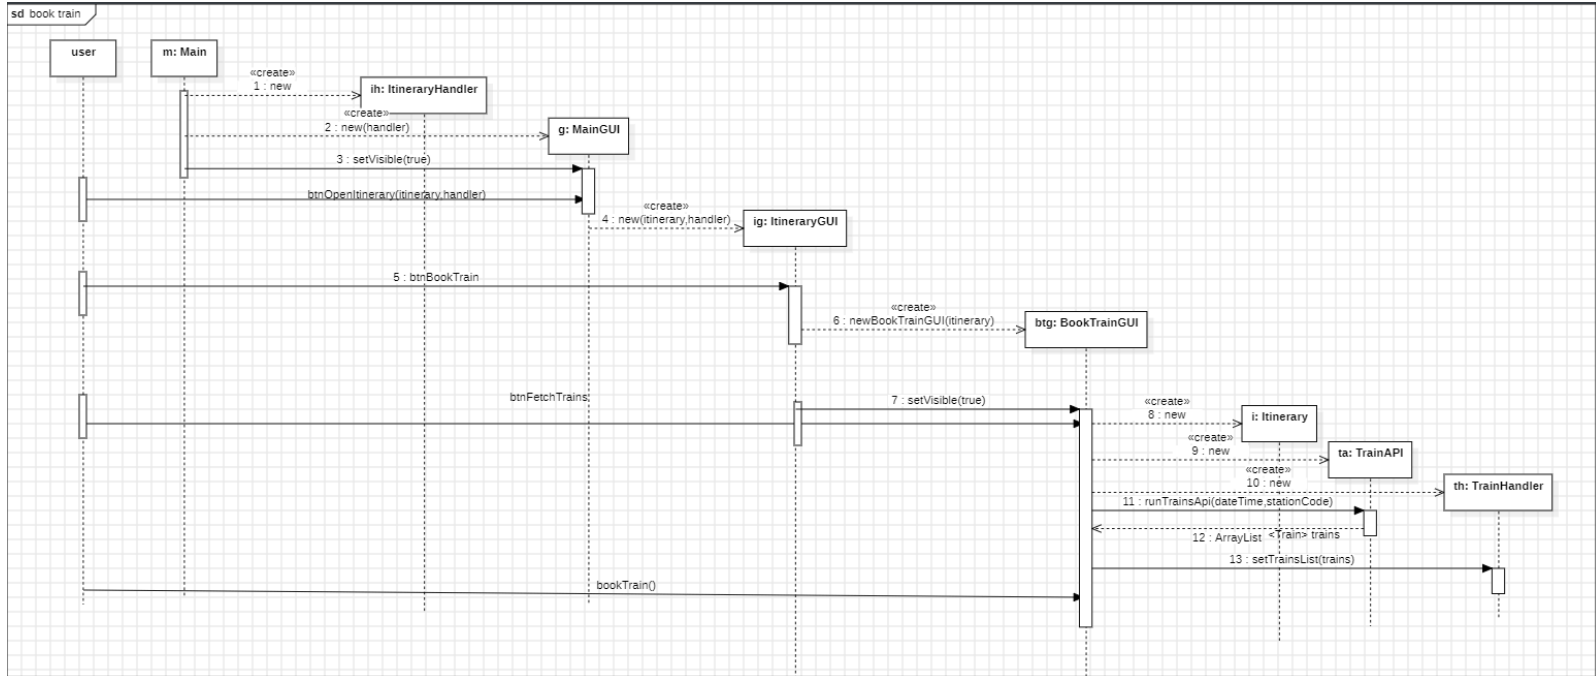 sd book train
user
m: Main
«create»
1 : new
ih: ItineraryHandler
«create»
2 : new(handler)
g: MainGUI
3 : setVisible(true)
btnOpenItinerary(itinerary,handler)
«create»
4 : new(itinerary,handler)
ig: ItineraryGUI
5 : btnBookTrain
«create»
6 : newBookTrainGUI(itinerary)
btg: BookTrainGUI
btnFetchTrains
7 : setVisible(true)
«create»
8 : new
i: Itinerary
«create»
9 : new
ta: TrainAPI
«create»
10 : new
th: TrainHandler
11 : runTrainsApi(dateTime,stationCode)
12 : ArrayList <Train> trains
13 : setTrainsList(trains)
bookTrain()